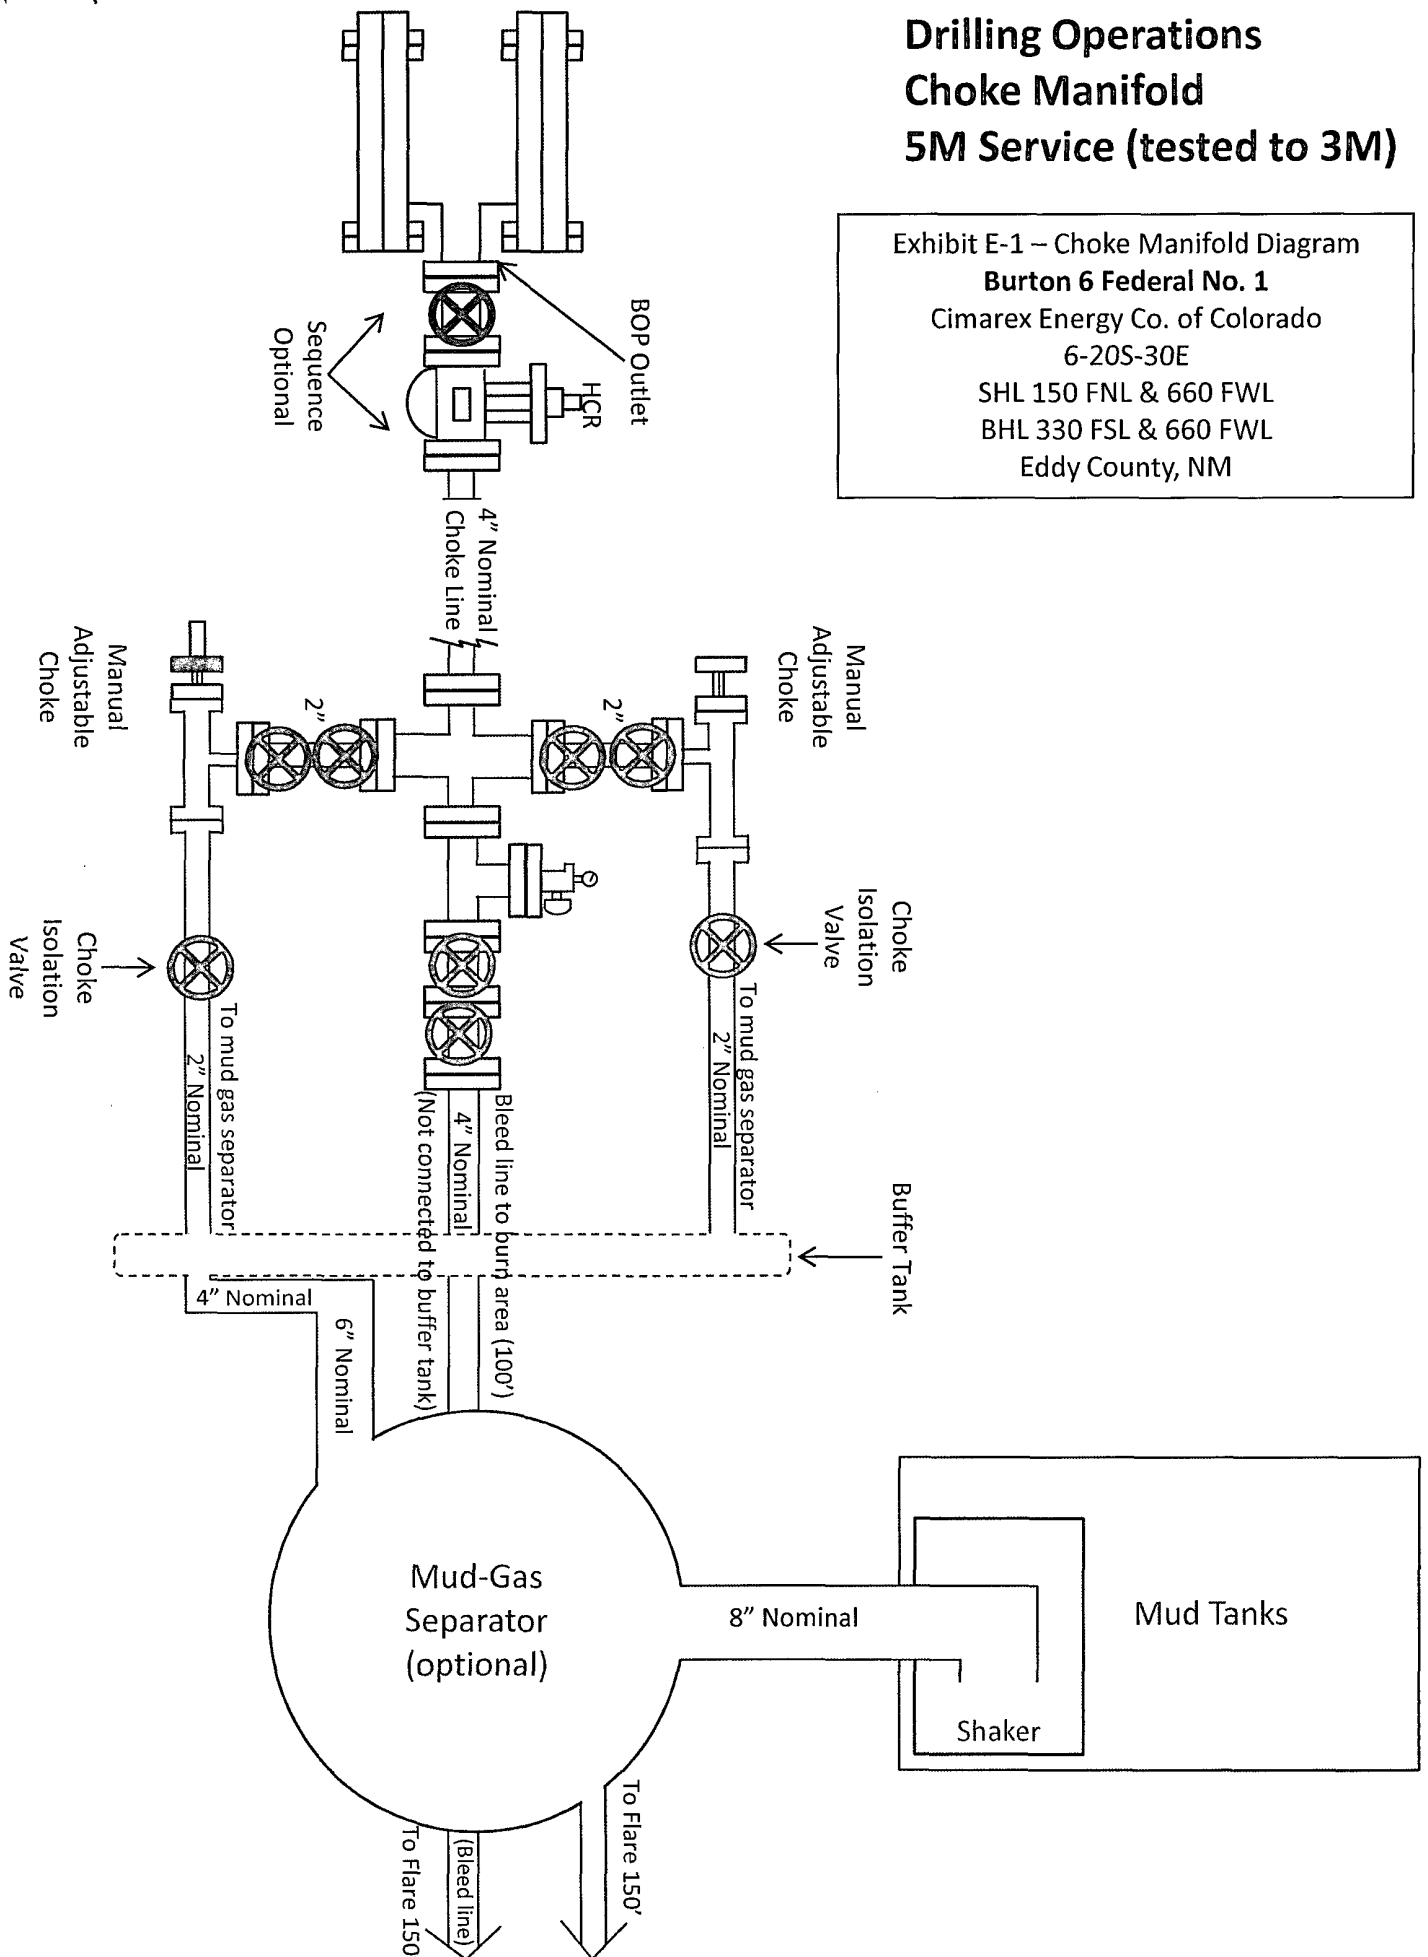 Drilling Operations
Choke Manifold
5M Service (tested to 3M)
Exhibit E-1 – Choke Manifold Diagram
Burton 6 Federal No. 1
Cimarex Energy Co. of Colorado
6-20S-30E
SHL 150 FNL & 660 FWL
BHL 330 FSL & 660 FWL
Eddy County, NM
BOP Outlet
Sequence
Optional
HCR
4” Nominal
Choke Line
Manual
Adjustable
Choke
2”
2”
Manual
Adjustable
Choke
Choke
Isolation
Valve
Choke
Isolation
Valve
To mud gas separator
2” Nominal
Bleed line to burn area (100’)
4” Nominal
(Not connected to buffer tank)
To mud gas separator
2” Nominal
Buffer Tank
4” Nominal
6” Nominal
Mud-Gas
Separator
(optional)
8” Nominal
Mud Tanks
Shaker
To Flare 150’
(Bleed line)
To Flare 150